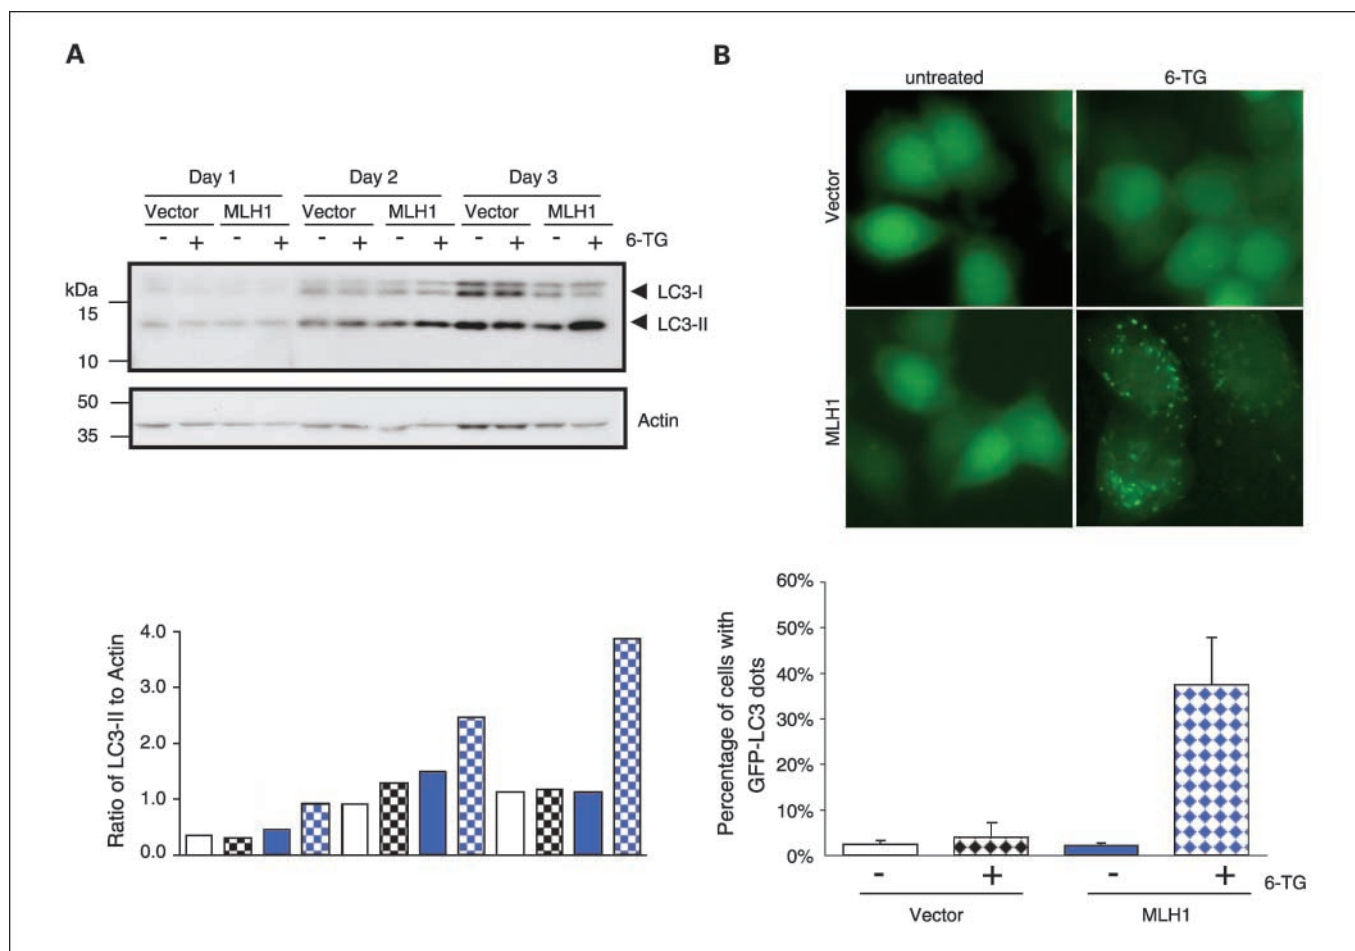 A
Day 1 Day 2 Day 3
Vector MLH1 Vector MLH1 Vector MLH1
- + - + - + - + - + - + 6-TG
kDa
15
10
LC3-I
LC3-II
50
35
Actin
Ratio of LC3-II to Actin
4.0
3.0
2.0
1.0
0.0
B
untreated 6-TG
Vector
MLH1
Percentage of cells with
GFP-LC3 dots
60%
50%
40%
30%
20%
10%
0%
- + - + 6-TG
Vector MLH1